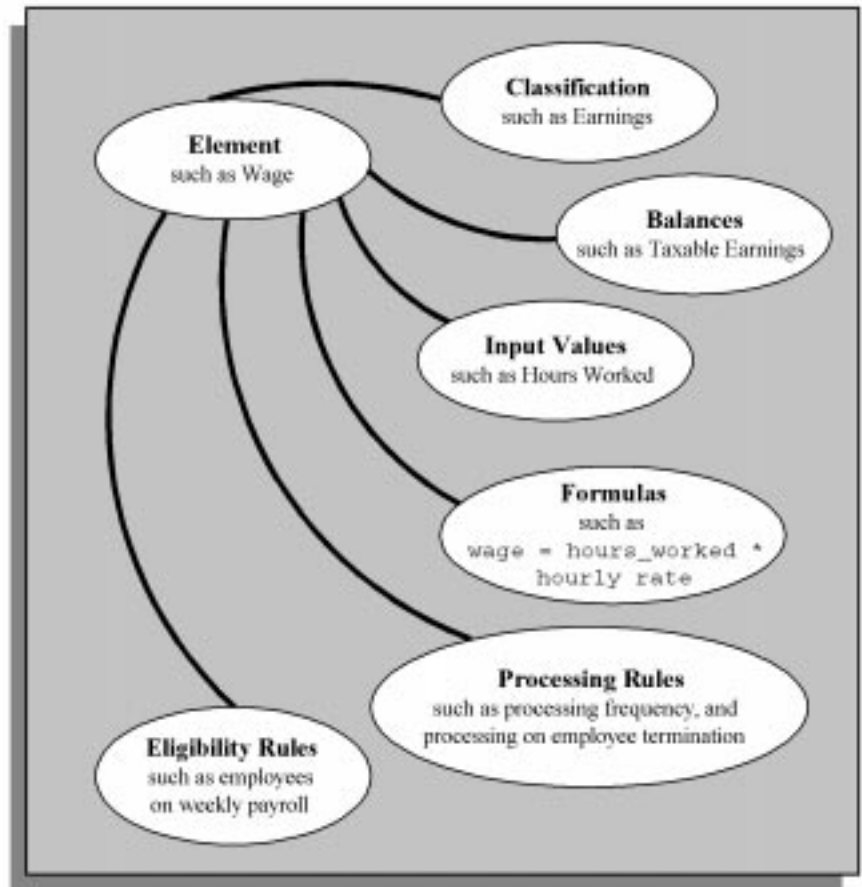 Classification
such as Earnings
Element
such as Wage
Balances
such as Taxable Earnings
Input Values
such as Hours Worked
Formulas
such as
wage = hours_worked *
hourly rate
Processing Rules
such as processing frequency, and
processing on employee termination
Eligibility Rules
such as employees
on weekly payroll